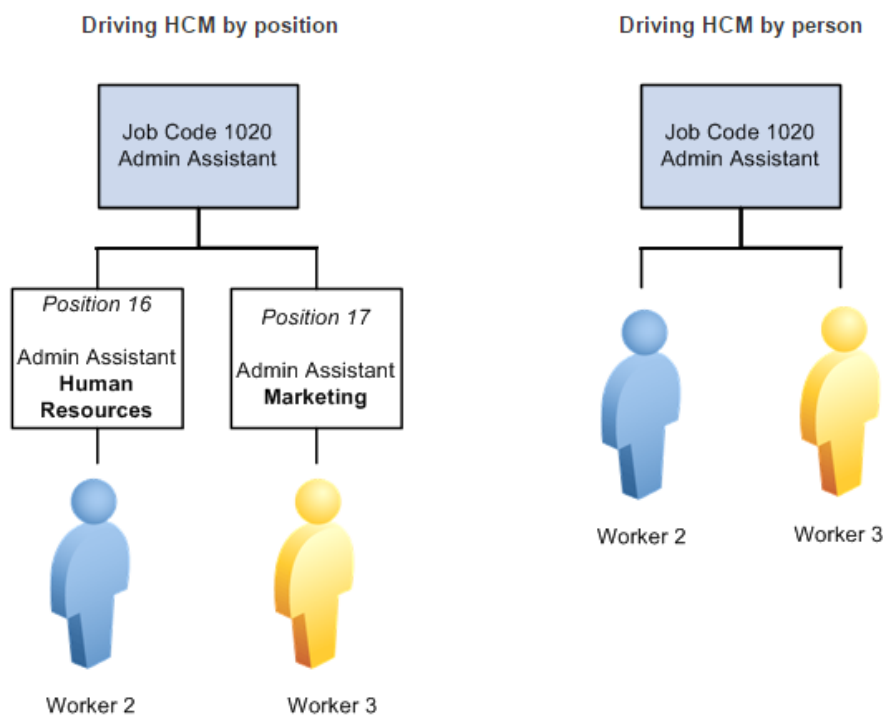 Driving HCM by position
Job Code 1020
Admin Assistant
Position 16
Admin Assistant
Human
Resources
Position 17
Admin Assistant
Marketing
Worker 2
Worker 3
Driving HCM by person
Job Code 1020
Admin Assistant
Worker 2
Worker 3